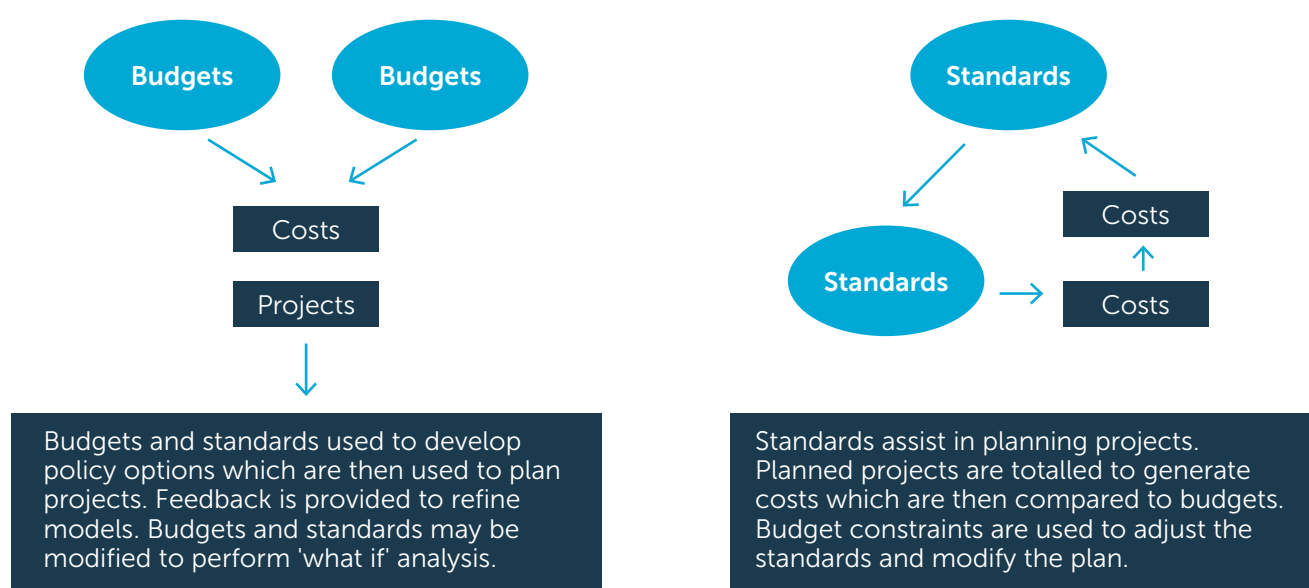 Budgets
Budgets
Costs
Projects
Budgets and standards used to develop
policy options which are then used to plan
projects. Feedback is provided to refine
models. Budgets and standards may be
modified to perform 'what if' analysis.
Standards
Costs
Standards
Costs
Standards assist in planning projects.
Planned projects are totalled to generate
costs which are then compared to budgets.
Budget constraints are used to adjust the
standards and modify the plan.